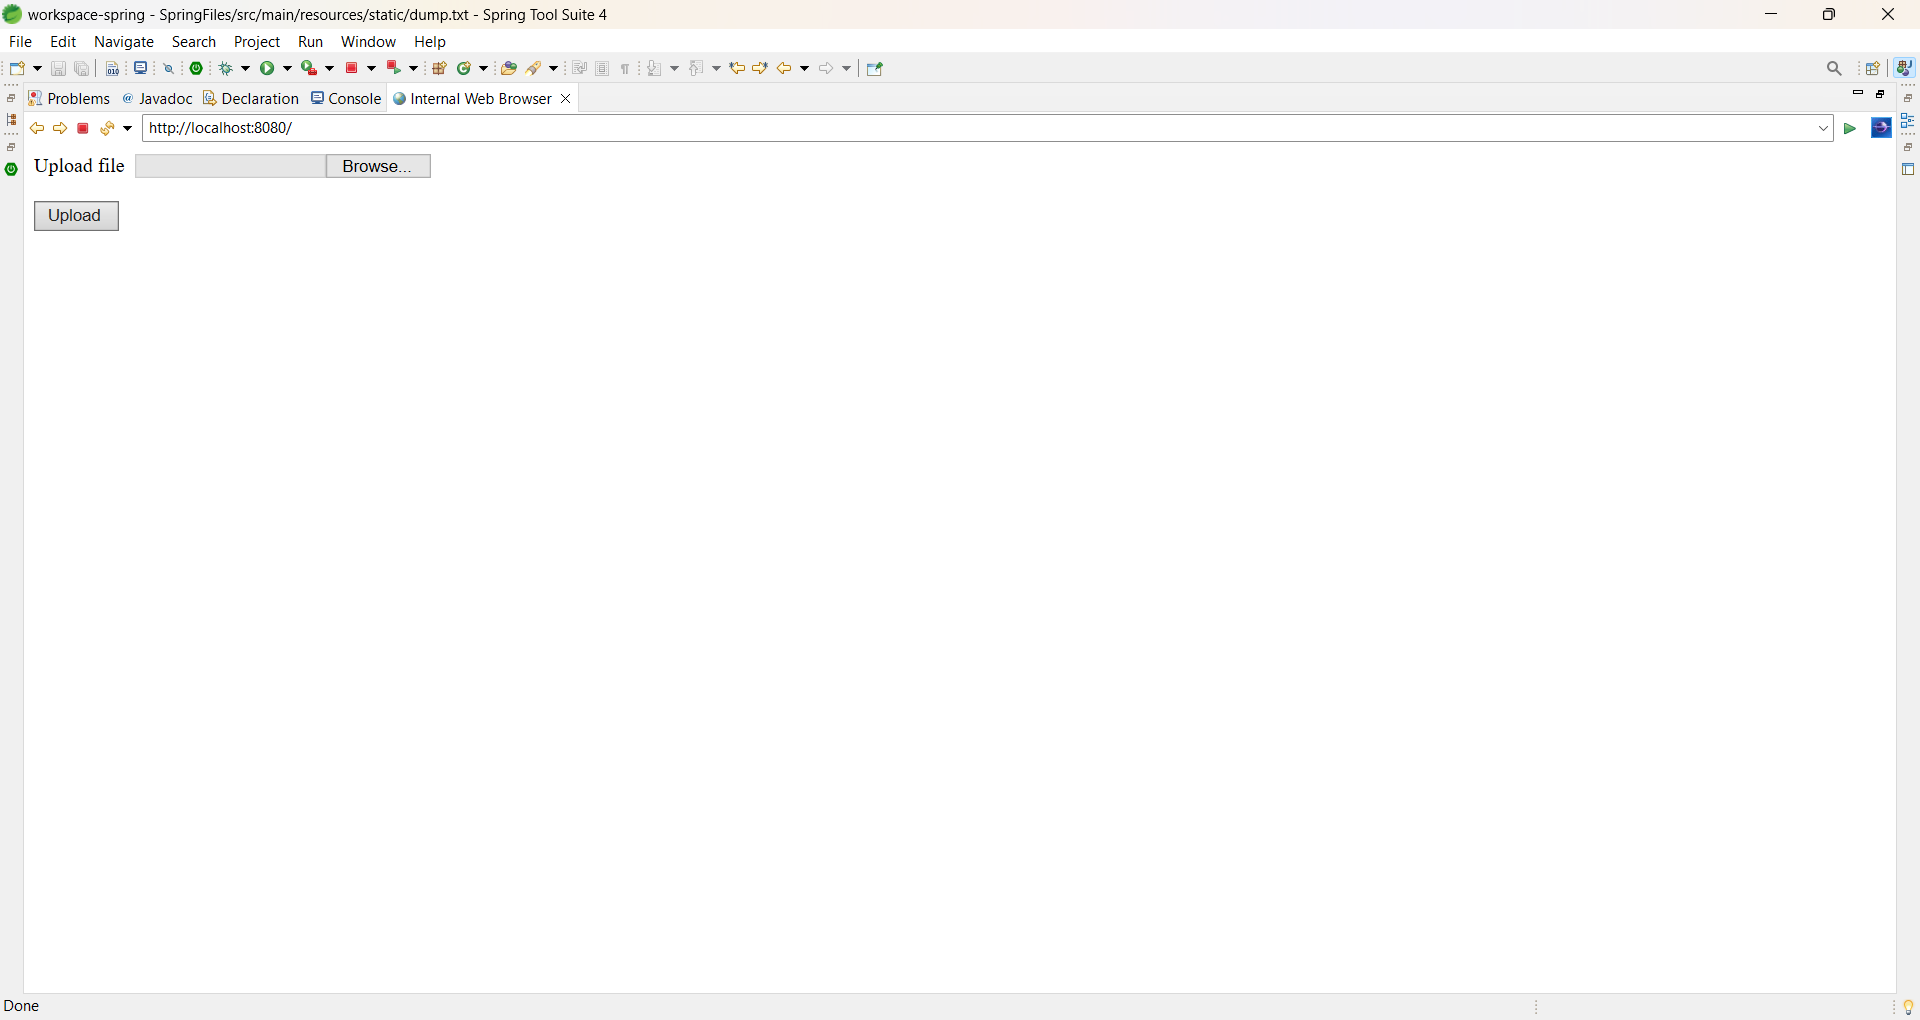 workspace-spring - SpringFiles/src/main/resources/static/dump.txt - Spring Tool Suite 4
File Edit Navigate Search Project Run Window Help
Problems @ Javadoc Declaration Console Internal Web Browser
http://localhost:8080/
Upload file Browse...
Upload
Done